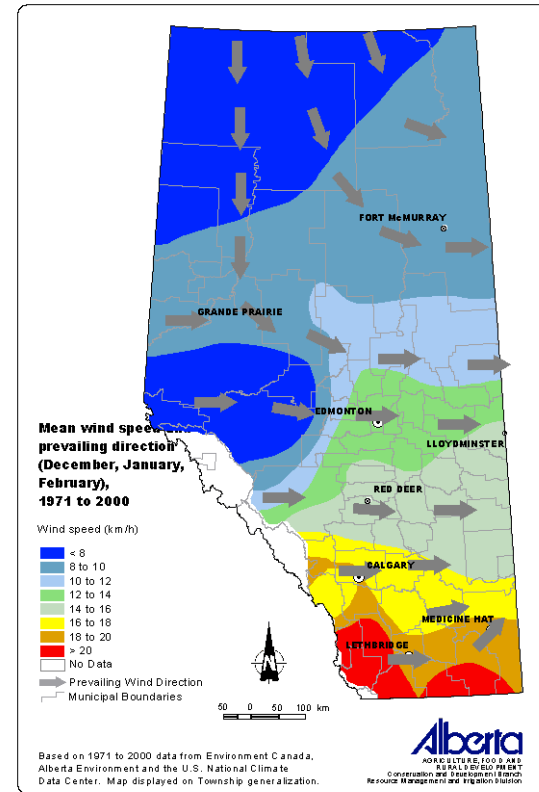 FORT McMURRAY
GRANDE PRAIRIE
EDMONTON
LLOYDMINSTER
RED DEER
CALGARY
MEDICINE HAT
LETHBRIDGE
Mean wind speed
prevailing direction
(December, January,
February),
1971 to 2000
Wind speed (km/h)
< 8
8 to 10
10 to 12
12 to 14
14 to 16
16 to 18
18 to 20
> 20
No Data
Prevailing Wind Direction
Municipal Boundaries
50 0 50 100 km
Based on 1971 to 2000 data from Environment Canada,
Alberta Environment and the U.S. National Climate
Data Center. Map displayed on Township generalization.
Alberta
AGRICULTURE, FOOD AND
RURAL DEVELOPMENT
Conservation and Development Branch
Resource Management and Irrigation Division